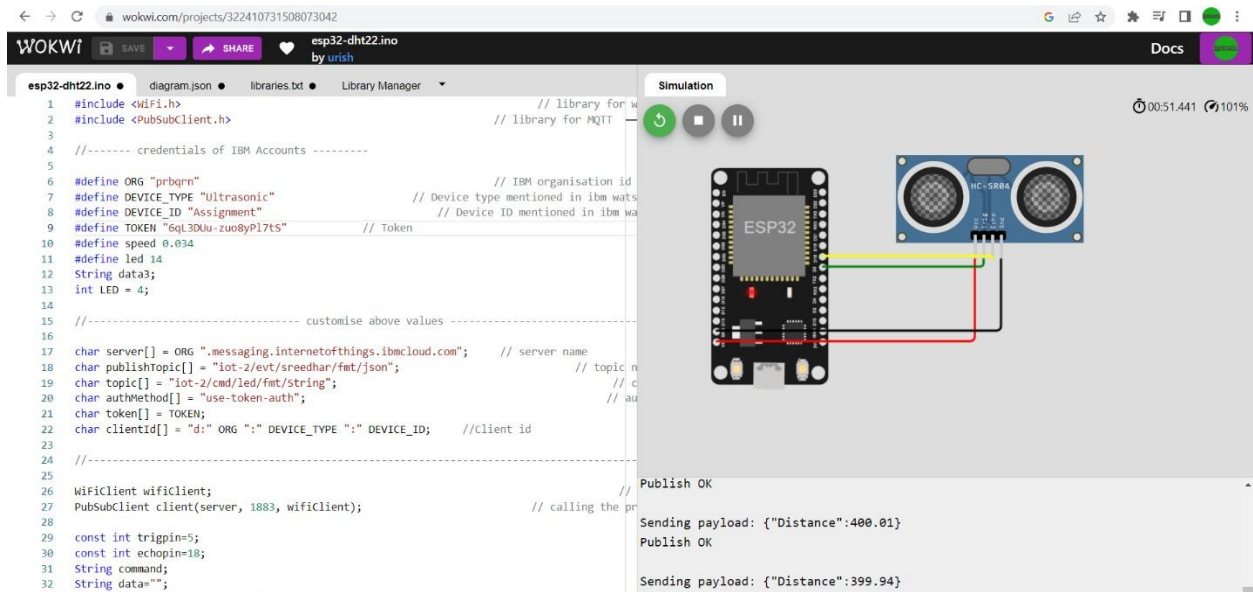 wokwi.com/projects/322410731508073042
WOKWi SAVE SHARE esp32-dht22.ino
by urish
Docs
esp32-dht22.ino ● diagram.json ● libraries.txt ● Library Manager
1 #include <WiFi.h> // library for w
2 #include <PubSubClient.h> // library for MQTT
3
4 //------- credentials of IBM Accounts ---------
5
6 #define ORG "prbqrn" // IBM organisation id
7 #define DEVICE_TYPE "Ultrasonic" // Device type mentioned in ibm wats
8 #define DEVICE_ID "Assignment" // Device ID mentioned in ibm wa
9 #define TOKEN "6qL3DUu-zuo8yPl7tS" // Token
10 #define speed 0.034
11 #define led 14
12 String data3;
13 int LED = 4;
14
15 //-------------------------------- customise above values ----------------------------
16
17 char server[] = ORG ".messaging.internetofthings.ibmcloud.com"; // server name
18 char publishTopic[] = "iot-2/evt/sreedhar/fmt/json"; // topic n
19 char topic[] = "iot-2/cmd/led/fmt/String"; // c
20 char authMethod[] = "use-token-auth"; // au
21 char token[] = TOKEN;
22 char clientId[] = "d:" ORG ":" DEVICE_TYPE ":" DEVICE_ID; //Client id
23
24 //------------------------------------------------------------------------------------
25
26 WiFiClient wifiClient; //
27 PubSubClient client(server, 1883, wifiClient); // calling the pr
28
29 const int trigpin=5;
30 const int echopin=18;
31 String command;
32 String data="";
Simulation
00:51.441 101%
ESP32
HC-SR04
Vcc
Trig
Echo
Gnd
Publish OK
Sending payload: {"Distance":400.01}
Publish OK
Sending payload: {"Distance":399.94}